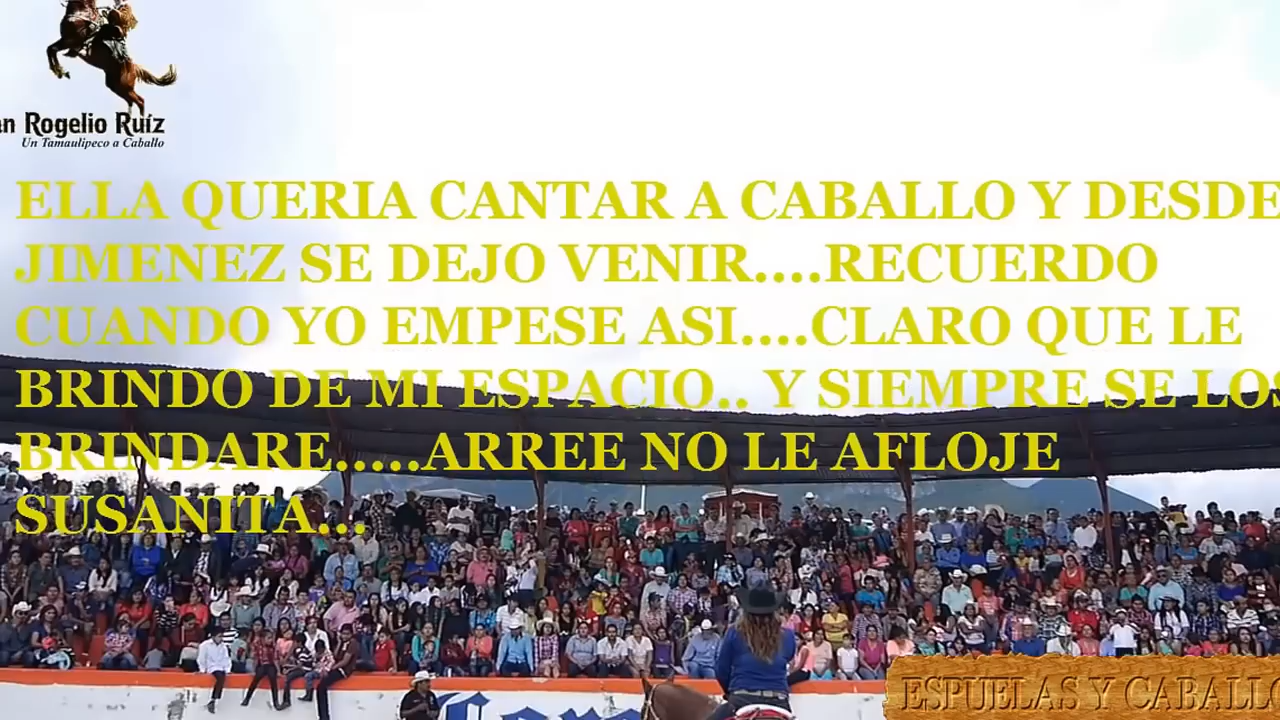 an Rogelio Ruíz
Un Tamaulipeco a Caballo
ELLA QUERIA CANTAR A CABALLO Y DESDE
JIMENEZ SE DEJO VENIR....RECUERDO
CUANDO YO EMPESE ASI....CLARO QUE LE
BRINDO DE MI ESPACIO.. Y SIEMPRE SE LOS
BRINDARE.....ARREE NO LE AFLOJE
SUSANITA...
ESPUELAS Y CABALLO